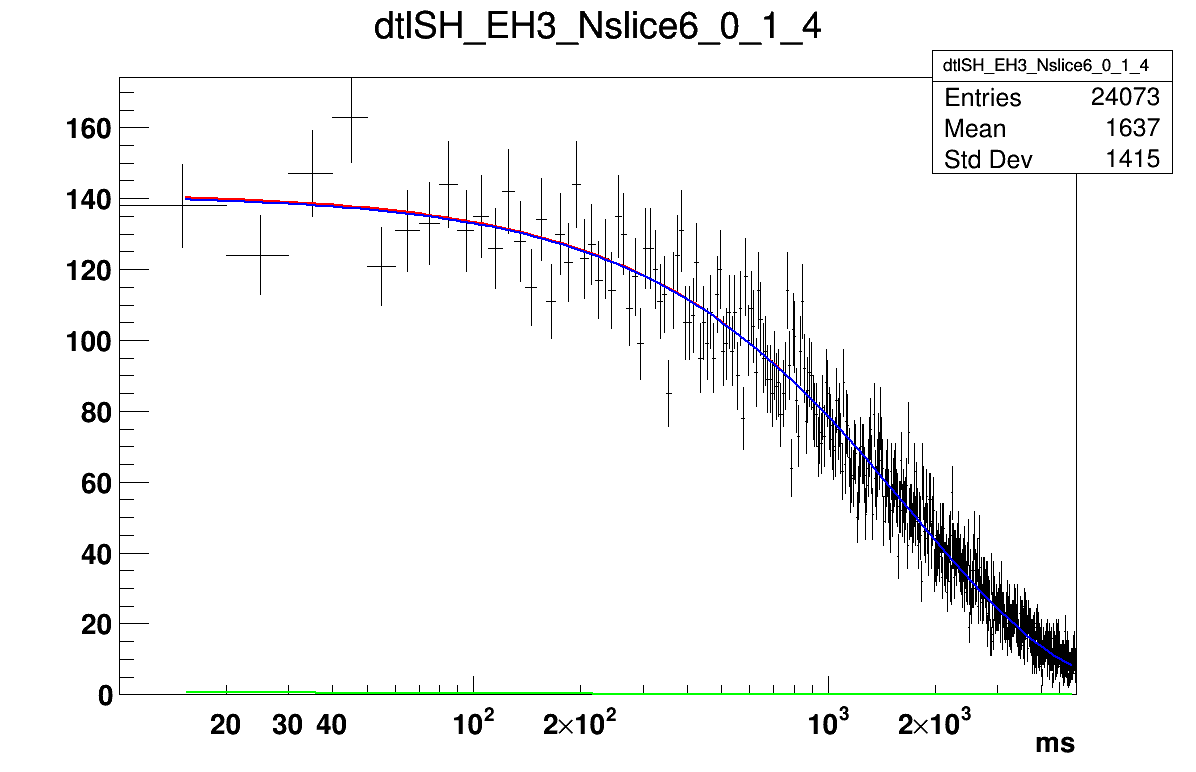 dtlSH_EH3_Nslice6_0_1_4
dtlSH_EH3_Nslice6_0_1_4
Entries 24073
Mean 1637
Std Dev 1415
160
140
120
100
80
60
40
20
0
20 30 40 10² 2×10² 10³ 2×10³
ms